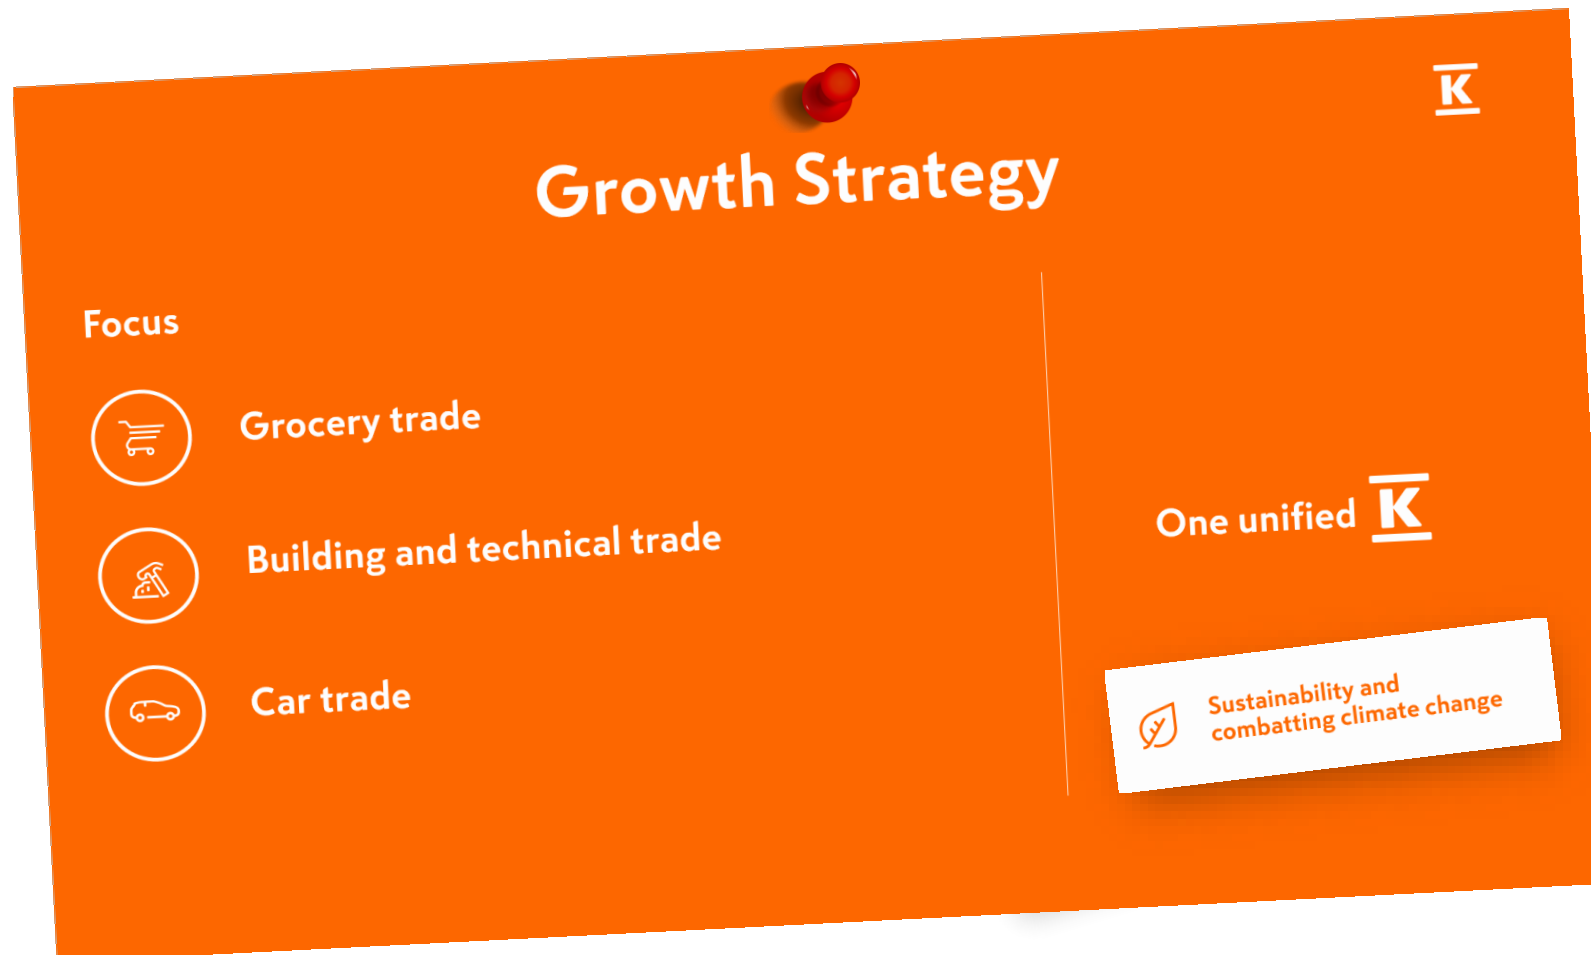 K
Growth Strategy
Focus
Grocery trade
Building and technical trade
Car trade
One unified K
Sustainability and
combatting climate change